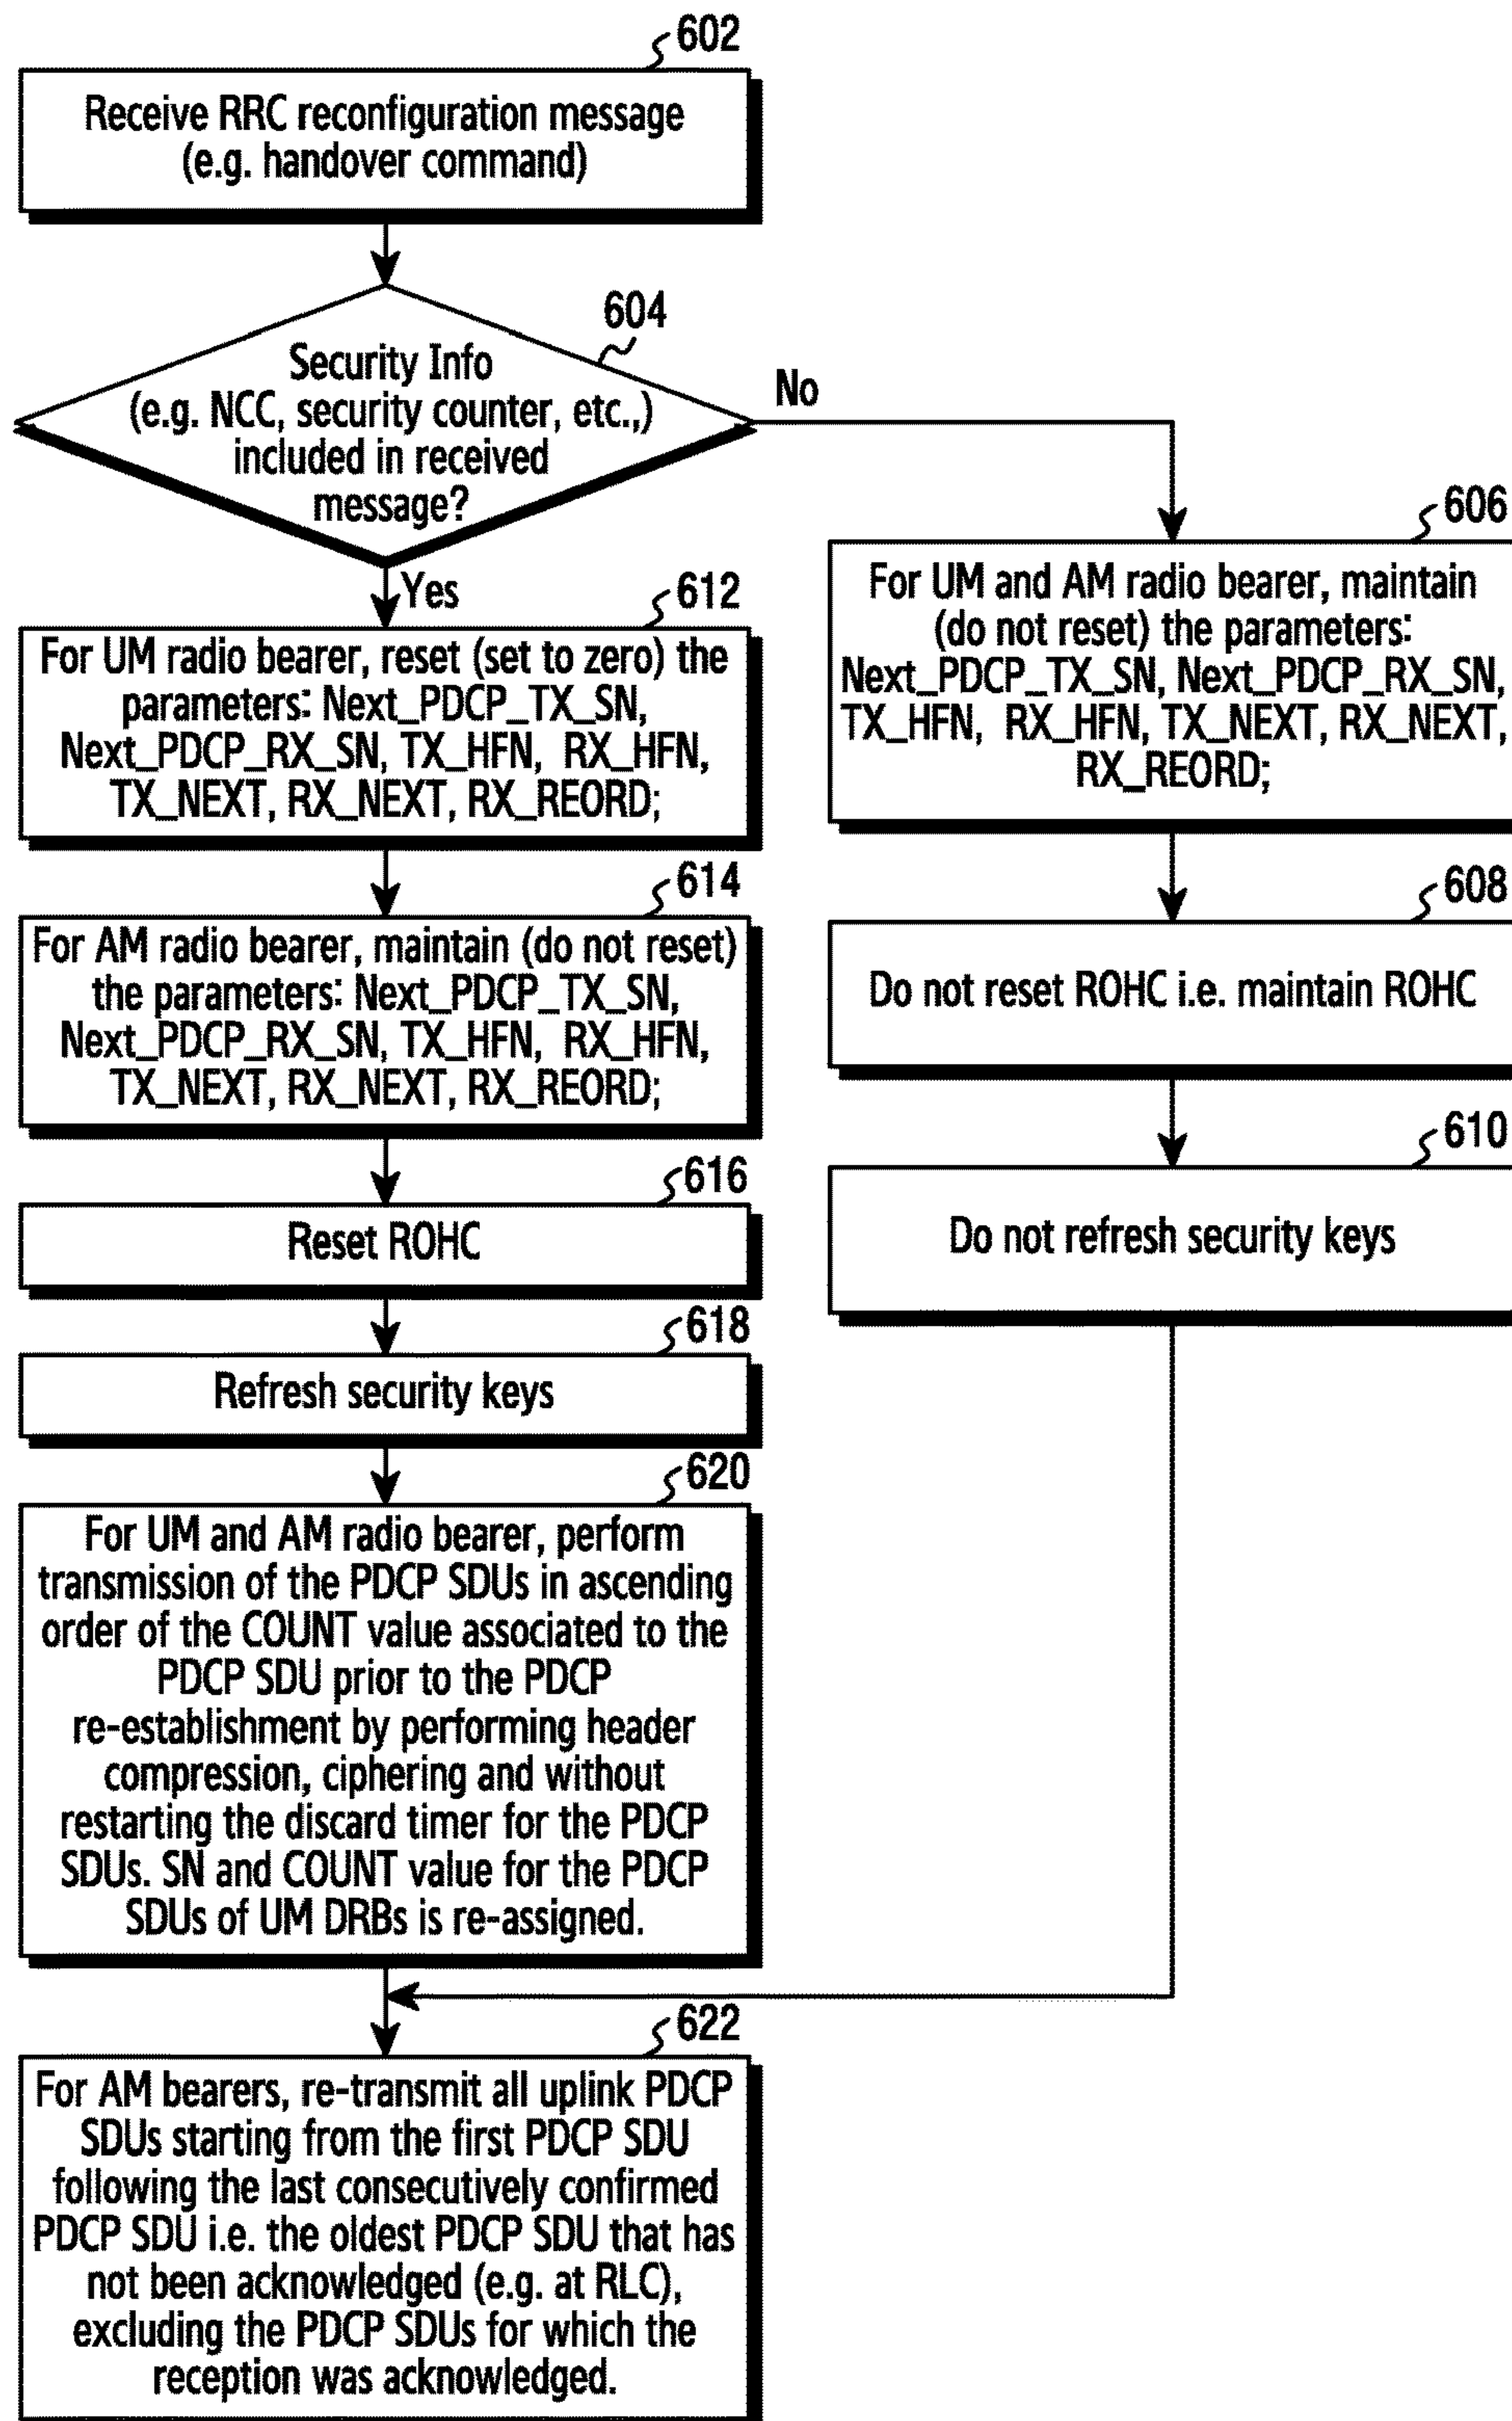 602
Receive RRC reconfiguration message
(e.g. handover command)
604
Security Info
(e.g. NCC, security counter, etc.,)
included in received
message?
No
Yes
606
For UM and AM radio bearer, maintain
(do not reset) the parameters:
Next_PDCP_TX_SN, Next_PDCP_RX_SN,
TX_HFN, RX_HFN, TX_NEXT, RX_NEXT,
RX_REORD;
608
Do not reset ROHC i.e. maintain ROHC
610
Do not refresh security keys
612
For UM radio bearer, reset (set to zero) the
parameters: Next_PDCP_TX_SN,
Next_PDCP_RX_SN, TX_HFN, RX_HFN,
TX_NEXT, RX_NEXT, RX_REORD;
614
For AM radio bearer, maintain (do not reset)
the parameters: Next_PDCP_TX_SN,
Next_PDCP_RX_SN, TX_HFN, RX_HFN,
TX_NEXT, RX_NEXT, RX_REORD;
616
Reset ROHC
618
Refresh security keys
620
For UM and AM radio bearer, perform
transmission of the PDCP SDUs in ascending
order of the COUNT value associated to the
PDCP SDU prior to the PDCP
re-establishment by performing header
compression, ciphering and without
restarting the discard timer for the PDCP
SDUs. SN and COUNT value for the PDCP
SDUs of UM DRBs is re-assigned.
622
For AM bearers, re-transmit all uplink PDCP
SDUs starting from the first PDCP SDU
following the last consecutively confirmed
PDCP SDU i.e. the oldest PDCP SDU that has
not been acknowledged (e.g. at RLC),
excluding the PDCP SDUs for which the
reception was acknowledged.